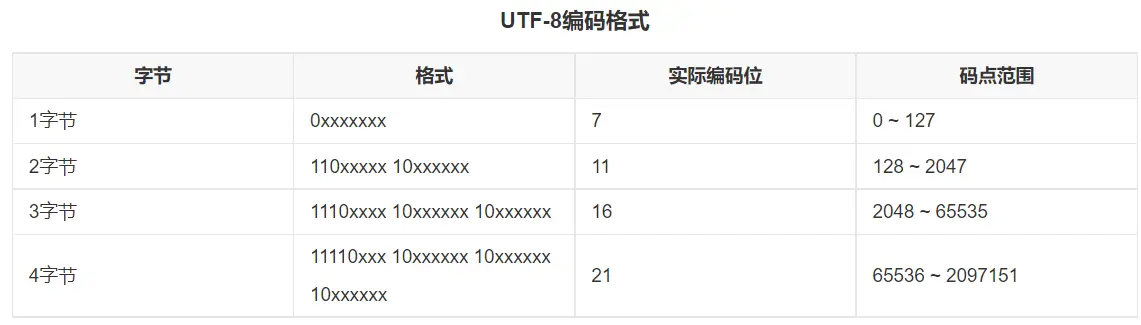 UTF-8编码格式
字节 格式 实际编码位 码点范围
1字节 0xxxxxxx 7 0 ~ 127
2字节 110xxxxx 10xxxxxx 11 128 ~ 2047
3字节 1110xxxx 10xxxxxx 10xxxxxx 16 2048 ~ 65535
4字节 11110xxx 10xxxxxx 10xxxxxx 21 65536 ~ 2097151
10xxxxxx